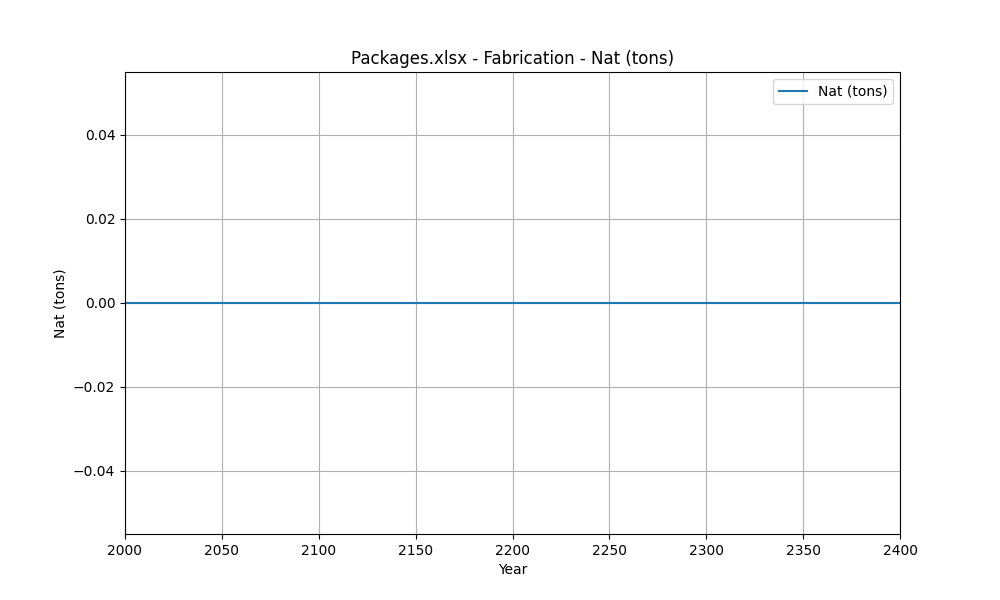 Packages.xlsx - Fabrication - Nat (tons)
Nat (tons)
0.04
0.02
0.00
−0.02
−0.04
Nat (tons)
2000 2050 2100 2150 2200 2250 2300 2350 2400
Year